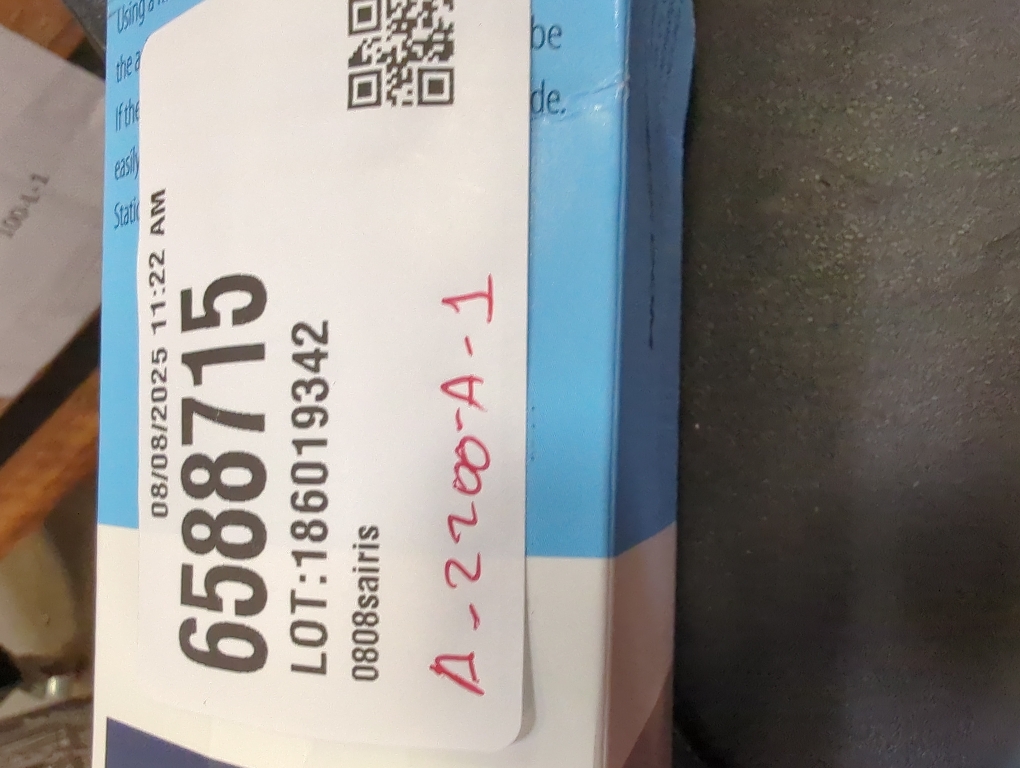 08/08/2025 11:22 AM
6588715
LOT:186019342
0808sairis
A-2200-A-1
Using a
the a
If the
easily
be
de.
100-L-1